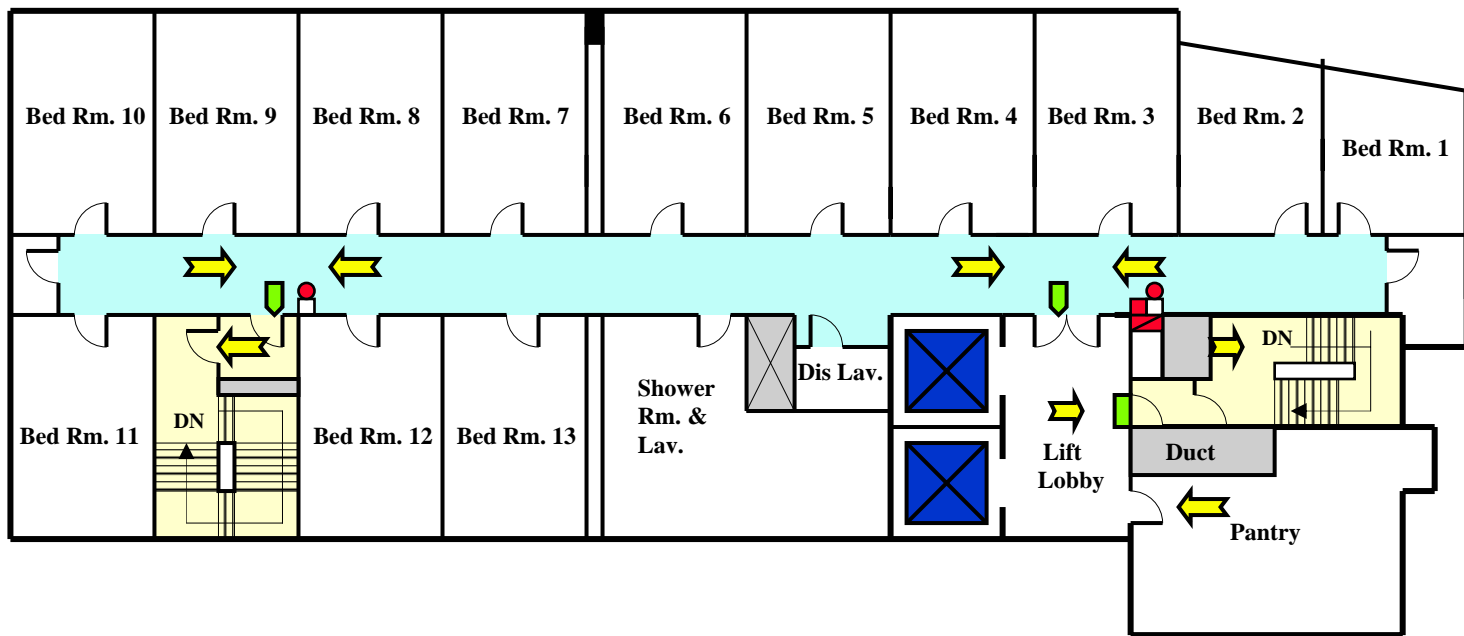 Bed Rm. 10
Bed Rm. 9
Bed Rm. 8
Bed Rm. 7
Bed Rm. 6
Bed Rm. 5
Bed Rm. 4
Bed Rm. 3
Bed Rm. 2
Bed Rm. 1
Bed Rm. 11
DN
Bed Rm. 12
Bed Rm. 13
Shower
Rm. &
Lav.
Dis Lav.
Lift
Lobby
DN
Duct
Pantry